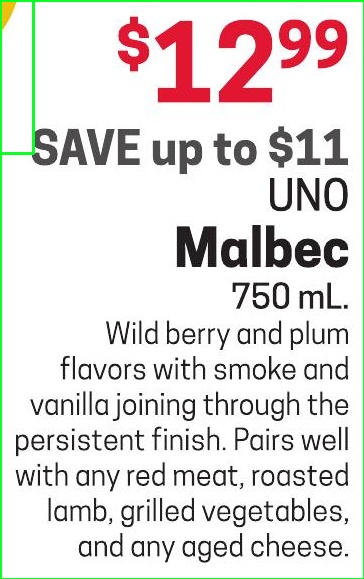 $12.99
SAVE up to $11
UNO
Malbec
750 mL.
Wild berry and plum
flavors with smoke and
vanilla joining through the
persistent finish. Pairs well
with any red meat, roasted
lamb, grilled vegetables,
and any aged cheese.